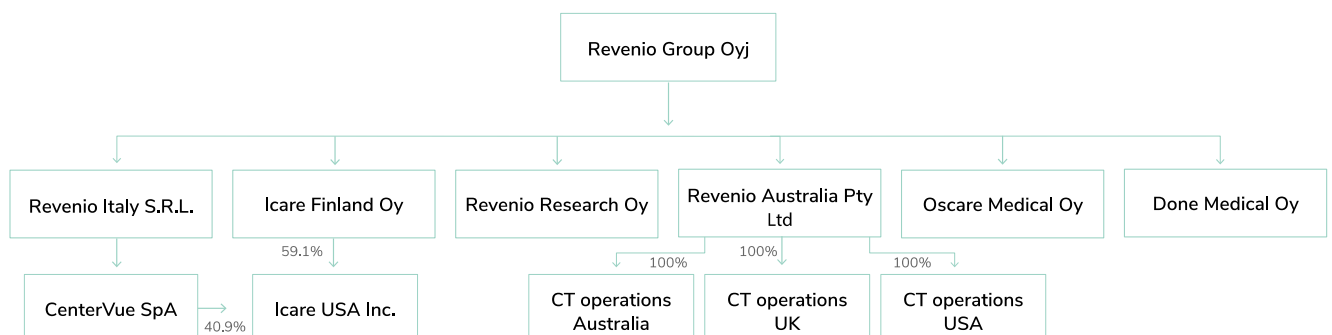 Revenio Group Oyj
Revenio Italy S.R.L.
Icare Finland Oy
Revenio Research Oy
Revenio Australia Pty
Ltd
Oscare Medical Oy
Done Medical Oy
59.1%
100%
100%
100%
CenterVue SpA
40.9%
Icare USA Inc.
CT operations
Australia
CT operations
UK
CT operations
USA